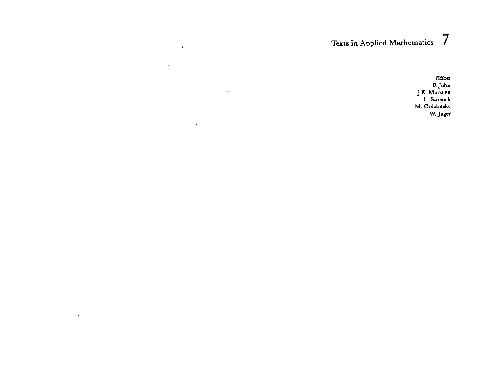 Texts in Applied Mathematics 7
Editors
F. John
J.E. Marsden
L. Sirovich
M. Golubitsky
W. Jäger